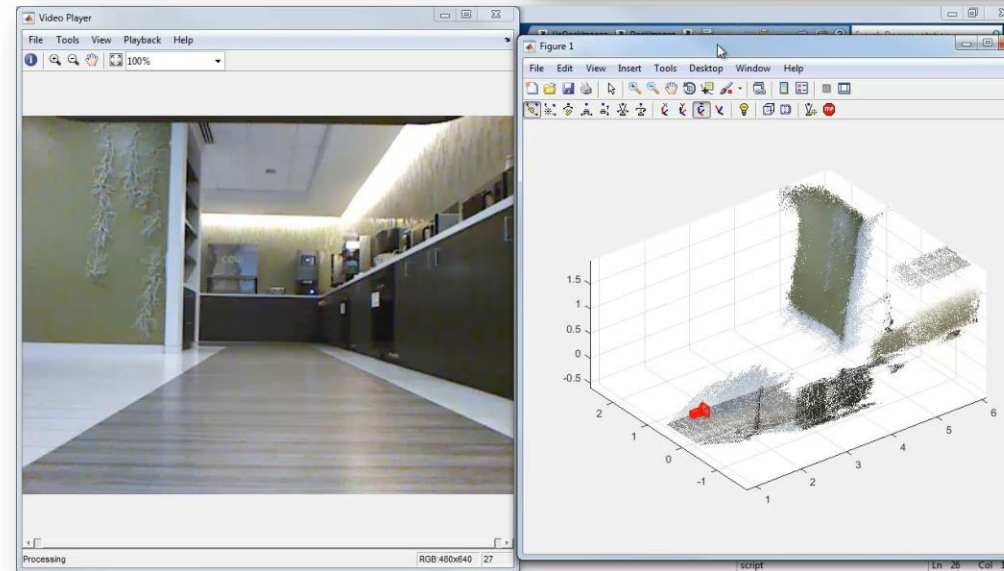 Video Player
File Tools View Playback Help
100%
Processing
RGB:480x640 27
Figure 1
File Edit View Insert Tools Desktop Window Help
1.5
1
0.5
0
-0.5
2
1
0
-1
1
2
3
4
5
6
script
Ln 26 Col